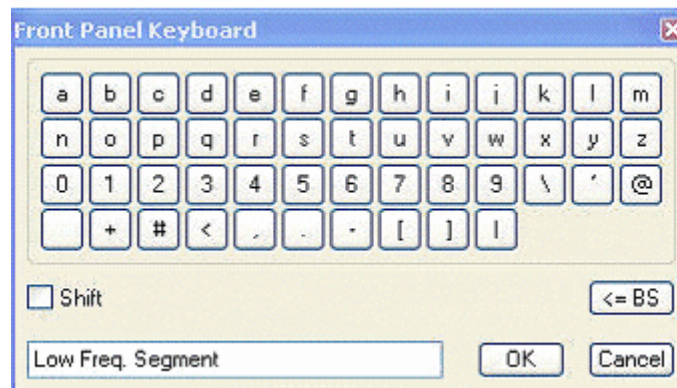 Front Panel Keyboard
a b c d e f g h i j k l m
n o p q r s t u v w x y z
0 1 2 3 4 5 6 7 8 9 \ ´ @
+ # < , . - [ ] |
Shift
<= BS
Low Freq. Segment
OK
Cancel